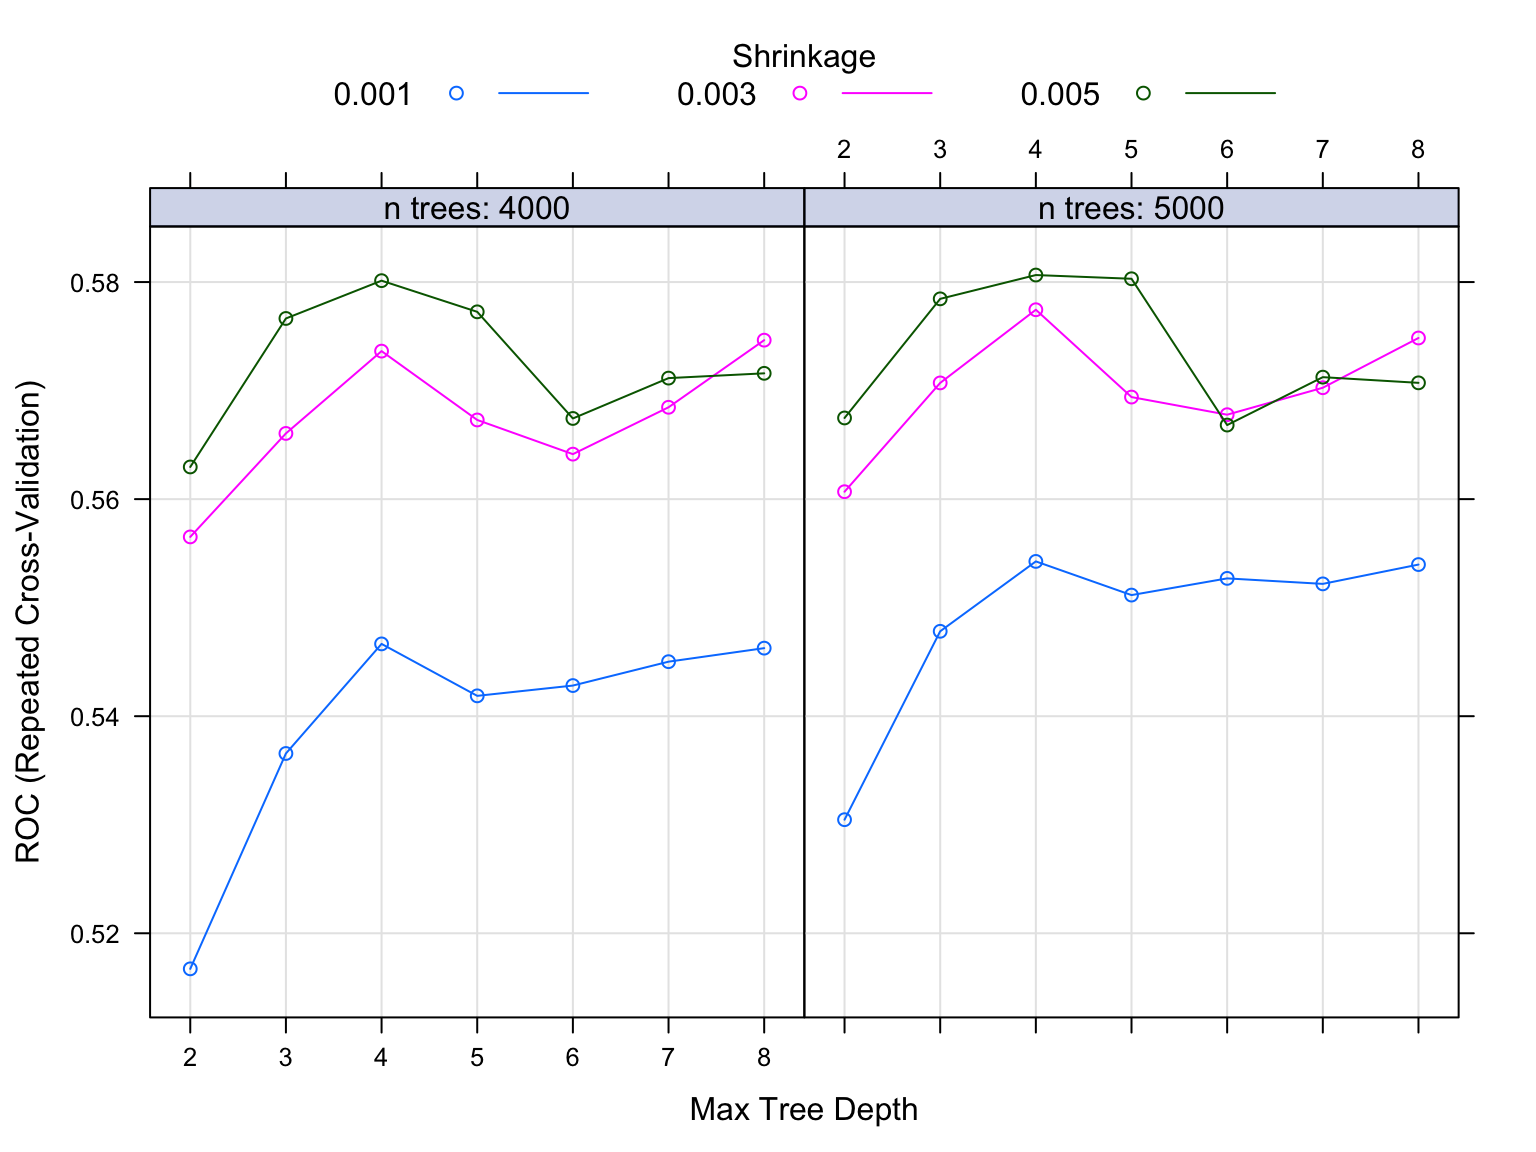 Shrinkage
0.001 0.003 0.005
2 3 4 5 6 7 8
n trees: 4000 n trees: 5000
0.58
0.56
0.54
0.52
ROC (Repeated Cross-Validation)
2 3 4 5 6 7 8
Max Tree Depth